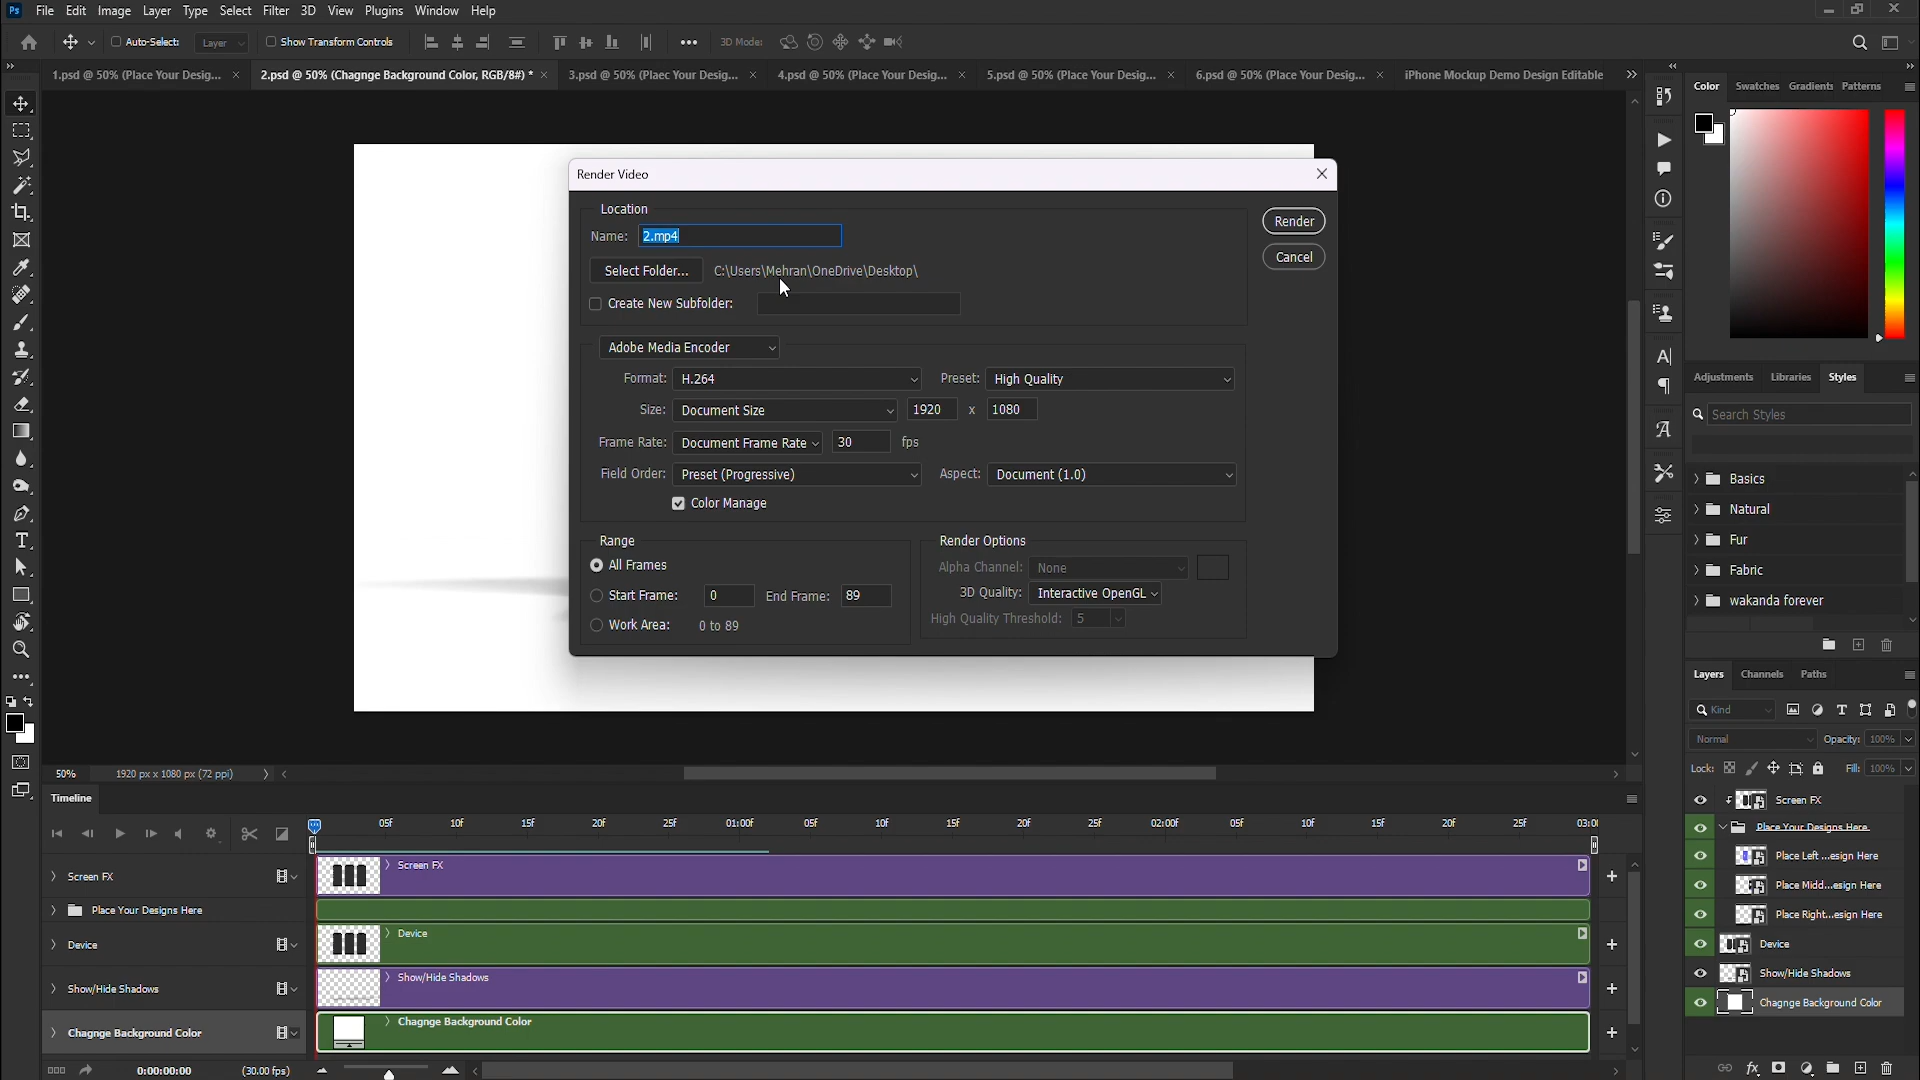 Ps File Edit Image Layer Type Select Filter 3D View Plugins Window Help
Auto-Select: Layer Show Transform Controls 3D Mode:
1.psd @ 50% (Place Your Desig... × 2.psd @ 50% (Chagnge Background Color, RGB/8#) * × 3.psd @ 50% (Plaec Your Desig... × 4.psd @ 50% (Place Your Desig... × 5.psd @ 50% (Place Your Desig... × 6.psd @ 50% (Place Your Desig... × iPhone Mockup Demo Design Editable
Color Swatches Gradients Patterns
Render Video
Location
Name: 2.mp4
Render
Select Folder... C:\Users\Mehran\OneDrive\Desktop\
Cancel
Create New Subfolder:
Adobe Media Encoder
Format: H.264 Preset: High Quality
Size: Document Size 1920 x 1080
Frame Rate: Document Frame Rate 30 fps
Field Order: Preset (Progressive) Aspect: Document (1.0)
Color Manage
Range
All Frames
Start Frame: 0 End Frame: 89
Work Area: 0 to 89
Render Options
Alpha Channel: None
3D Quality: Interactive OpenGL
High Quality Threshold: 5
Adjustments Libraries Styles
Search Styles
Basics
Natural
Fur
Fabric
wakanda forever
Layers Channels Paths
Kind
Normal Opacity: 100%
Lock: Fill: 100%
Screen FX
Place Your Designs Here
Place Left ...esign Here
Place Midd...esign Here
Place Right...esign Here
Device
Show/Hide Shadows
Chagnge Background Color
50% 1920 px x 1080 px (72 ppi)
Timeline
05F 10F 15F 20F 25F 01:00F 05F 10F 15F 20F 25F 02:00F 05F 10F 15F 20F 25F 03:0
Screen FX Screen FX
Place Your Designs Here
Device Device
Show/Hide Shadows Show/Hide Shadows
Chagnge Background Color Chagnge Background Color
0:00:00:00 (30.00 fps)